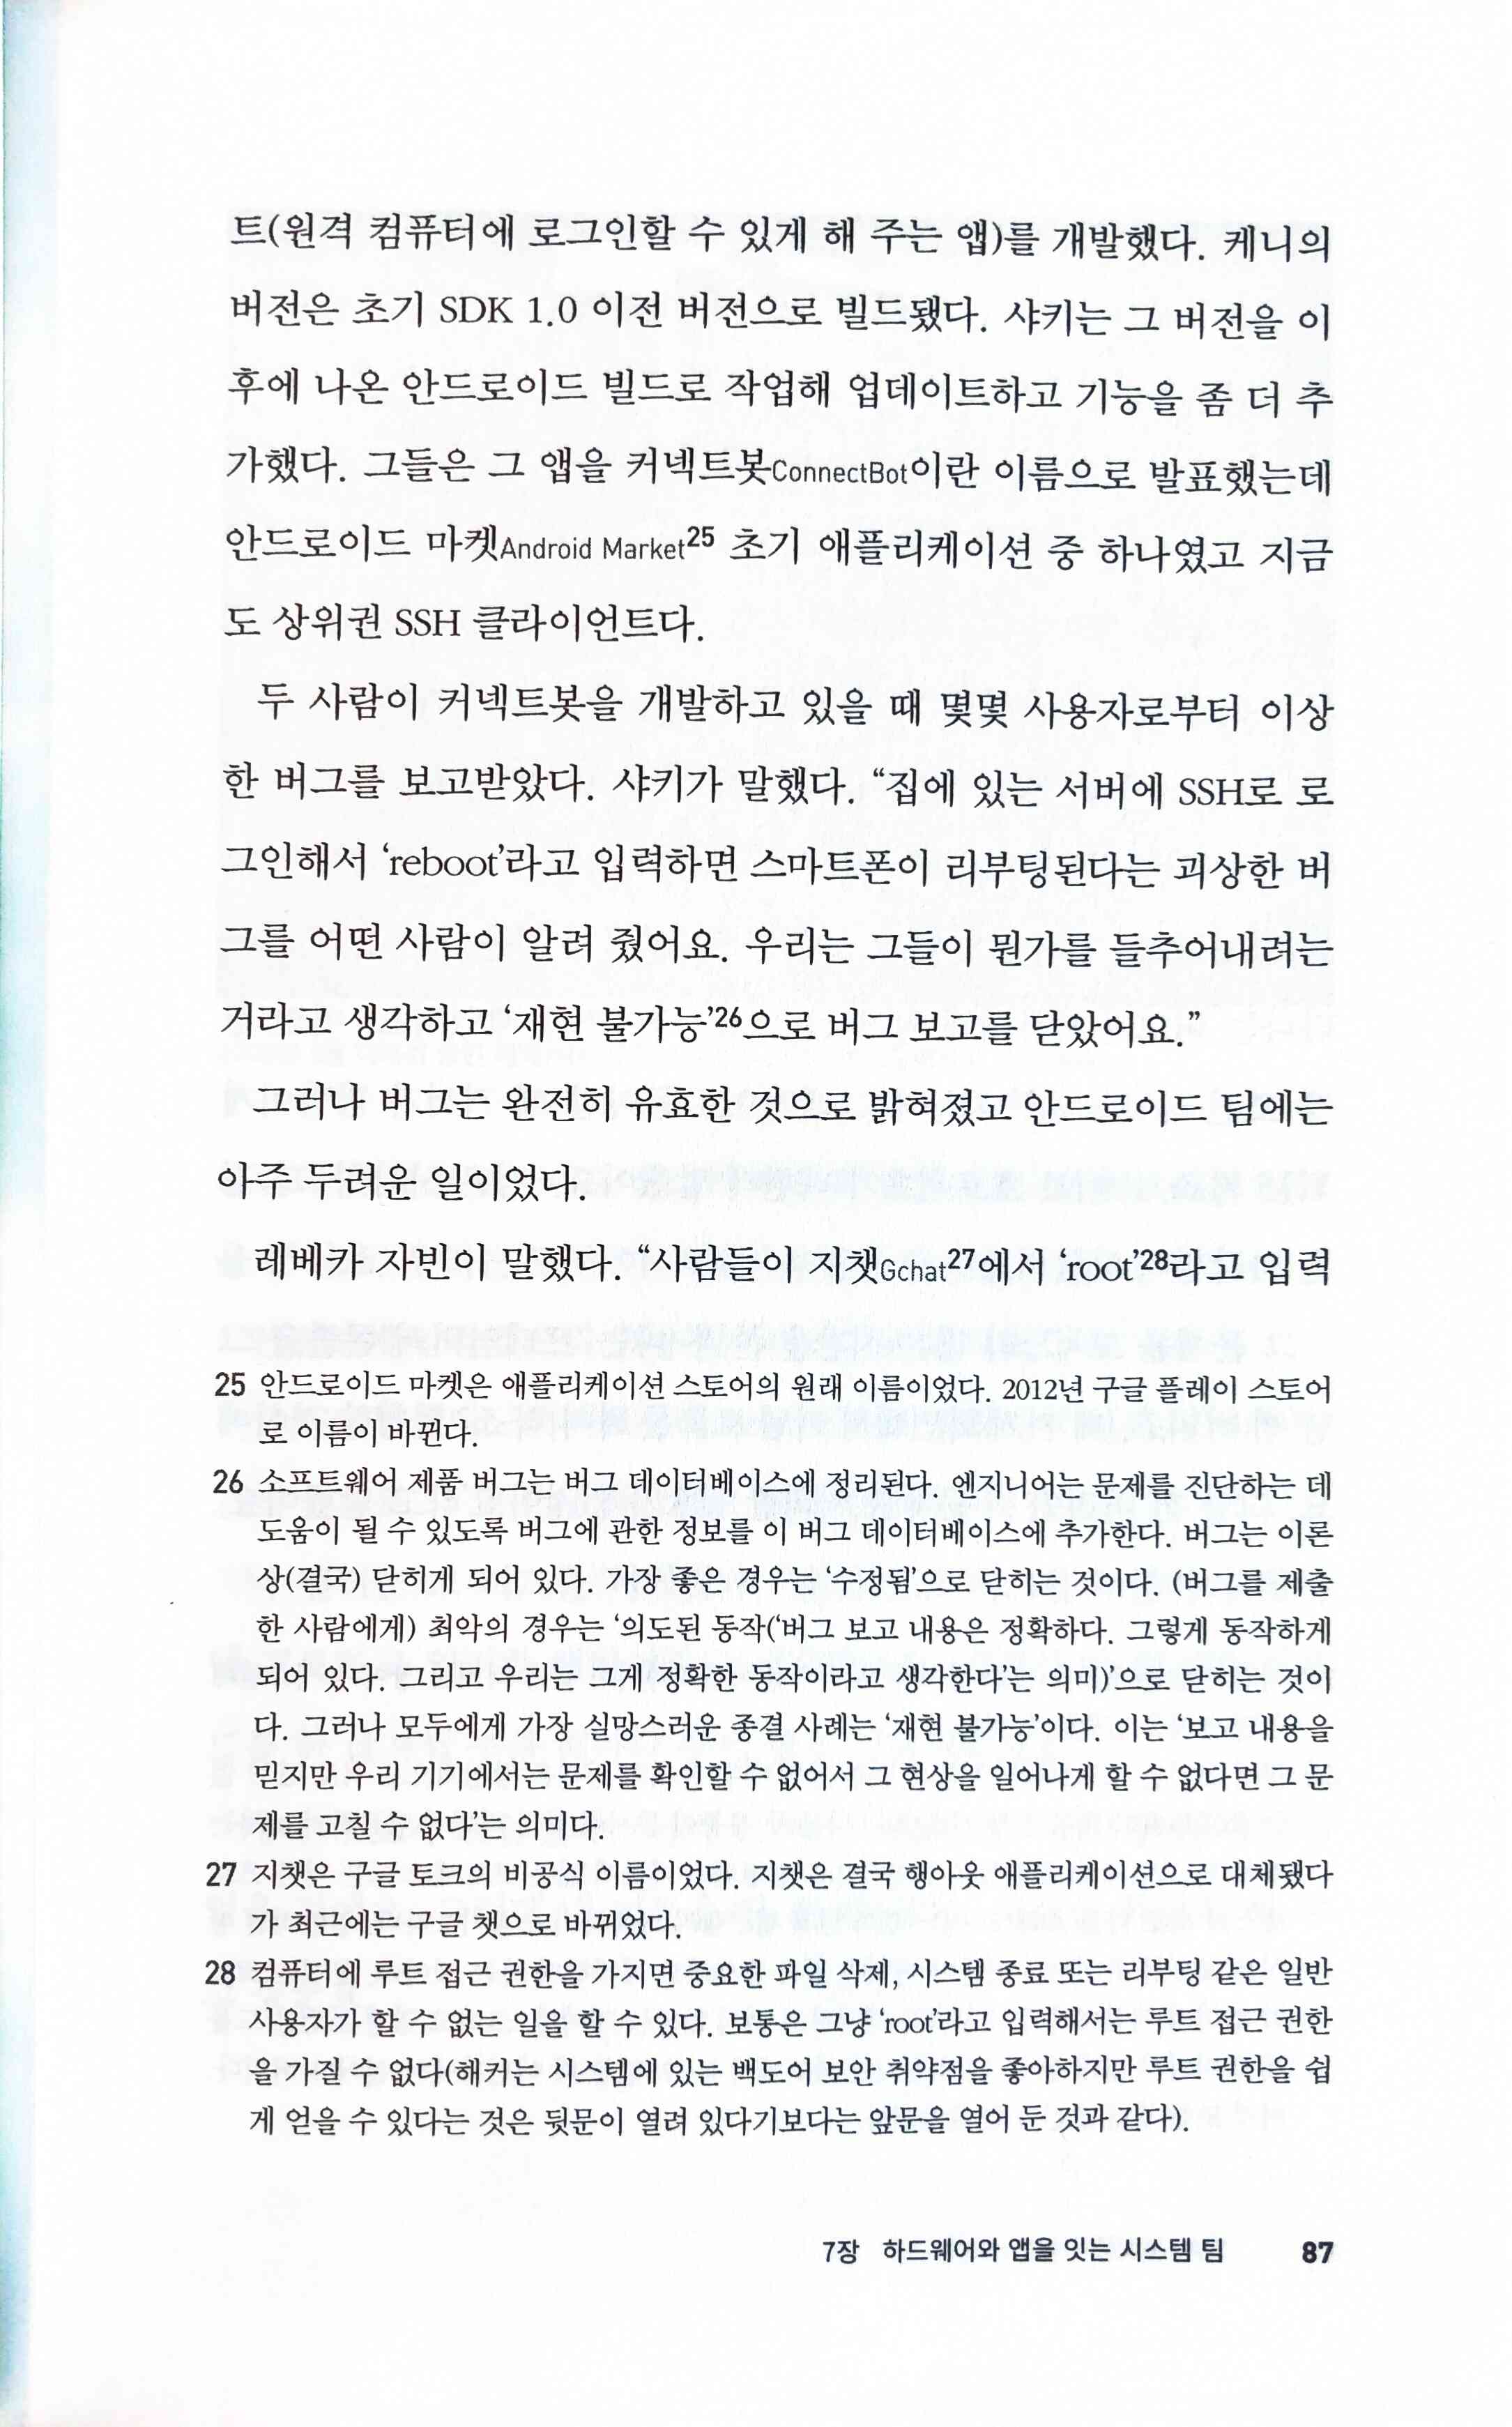 트(원격 컴퓨터에 로그인할 수 있게 해 주는 앱)를 개발했다. 케니의
버전은 초기 SDK 1.0 이전 버전으로 빌드됐다. 샤키는 그 버전을 이
후에 나온 안드로이드 빌드로 작업해 업데이트하고 기능을 좀 더 추
가했다. 그들은 그 앱을 커넥트봇ConnectBot이란 이름으로 발표했는데
안드로이드 마켓Android Market25 초기 애플리케이션 중 하나였고 지금
도 상위권 SSH 클라이언트다.
두 사람이 커넥트봇을 개발하고 있을 때 몇몇 사용자로부터 이상
한 버그를 보고받았다. 샤키가 말했다. “집에 있는 서버에 SSH로 로
그인해서 ‘reboot’라고 입력하면 스마트폰이 리부팅된다는 괴상한 버
그를 어떤 사람이 알려 줬어요. 우리는 그들이 뭔가를 들추어내려는
거라고 생각하고 ‘재현 불가능’26으로 버그 보고를 닫았어요.”
그러나 버그는 완전히 유효한 것으로 밝혀졌고 안드로이드 팀에는
아주 두려운 일이었다.
레베카 자빈이 말했다. “사람들이 지챗Gchat27에서 ‘root’28라고 입력
25 안드로이드 마켓은 애플리케이션 스토어의 원래 이름이었다. 2012년 구글 플레이 스토어
로 이름이 바뀐다.
26 소프트웨어 제품 버그는 버그 데이터베이스에 정리된다. 엔지니어는 문제를 진단하는 데
도움이 될 수 있도록 버그에 관한 정보를 이 버그 데이터베이스에 추가한다. 버그는 이론
상(결국) 닫히게 되어 있다. 가장 좋은 경우는 ‘수정됨’으로 닫히는 것이다. (버그를 제출
한 사람에게) 최악의 경우는 ‘의도된 동작(‘버그 보고 내용은 정확하다. 그렇게 동작하게
되어 있다. 그리고 우리는 그게 정확한 동작이라고 생각한다’는 의미)’으로 닫히는 것이
다. 그러나 모두에게 가장 실망스러운 종결 사례는 ‘재현 불가능’이다. 이는 ‘보고 내용을
믿지만 우리 기기에서는 문제를 확인할 수 없어서 그 현상을 일어나게 할 수 없다면 그 문
제를 고칠 수 없다’는 의미다.
27 지챗은 구글 토크의 비공식 이름이었다. 지챗은 결국 행아웃 애플리케이션으로 대체됐다
가 최근에는 구글 챗으로 바뀌었다.
28 컴퓨터에 루트 접근 권한을 가지면 중요한 파일 삭제, 시스템 종료 또는 리부팅 같은 일반
사용자가 할 수 없는 일을 할 수 있다. 보통은 그냥 ‘root’라고 입력해서는 루트 접근 권한
을 가질 수 없다(해커는 시스템에 있는 백도어 보안 취약점을 좋아하지만 루트 권한을 쉽
게 얻을 수 있다는 것은 뒷문이 열려 있다기보다는 앞문을 열어 둔 것과 같다).
7장 하드웨어와 앱을 잇는 시스템 팀 87